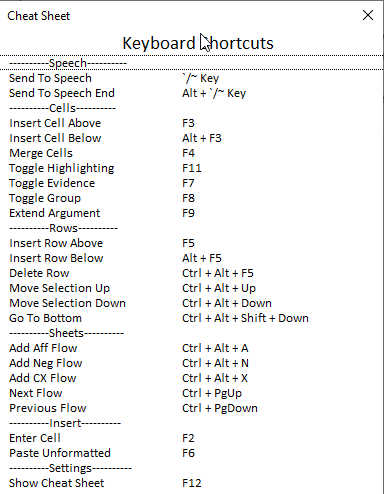 Cheat Sheet
Keyboard Shortcuts
----------Speech----------
Send To Speech `/~ Key
Send To Speech End Alt + `/~ Key
----------Cells----------
Insert Cell Above F3
Insert Cell Below Alt + F3
Merge Cells F4
Toggle Highlighting F11
Toggle Evidence F7
Toggle Group F8
Extend Argument F9
----------Rows----------
Insert Row Above F5
Insert Row Below Alt + F5
Delete Row Ctrl + Alt + F5
Move Selection Up Ctrl + Alt + Up
Move Selection Down Ctrl + Alt + Down
Go To Bottom Ctrl + Alt + Shift + Down
----------Sheets----------
Add Aff Flow Ctrl + Alt + A
Add Neg Flow Ctrl + Alt + N
Add CX Flow Ctrl + Alt + X
Next Flow Ctrl + PgUp
Previous Flow Ctrl + PgDown
----------Insert----------
Enter Cell F2
Paste Unformatted F6
----------Settings----------
Show Cheat Sheet F12